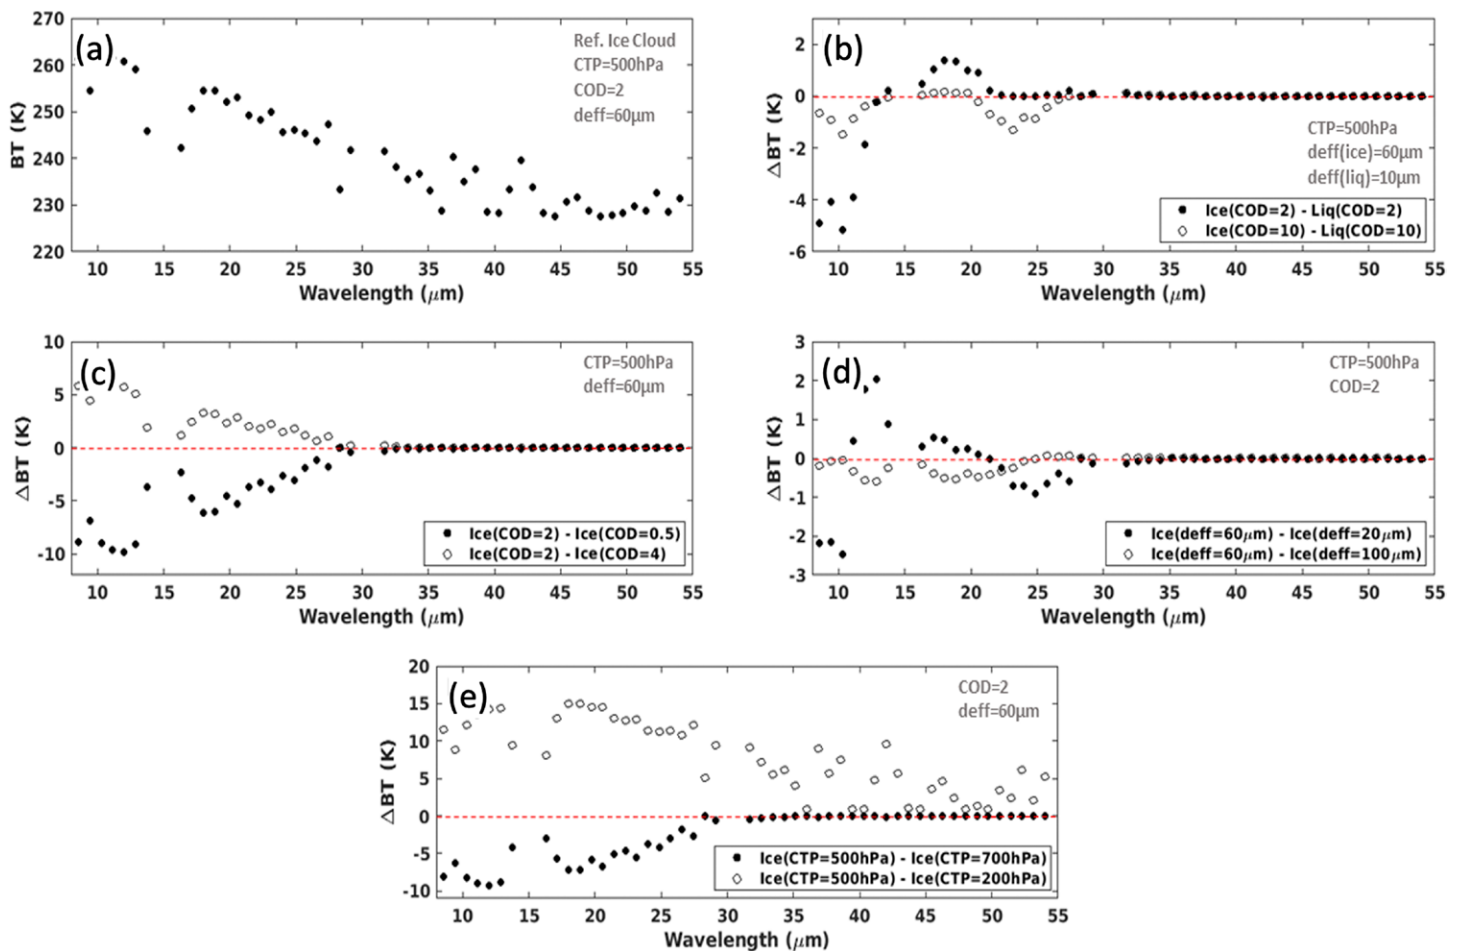 (a)
270
260
250
240
230
220
BT (K)
Ref. Ice Cloud
CTP=500hPa
COD=2
deff=60μm
10 15 20 25 30 35 40 45 50 55
Wavelength (μm)
(b)
2
0
-2
-4
-6
△BT (K)
CTP=500hPa
deff(ice)=60μm
deff(liq)=10μm
Ice(COD=2) - Liq(COD=2)
Ice(COD=10) - Liq(COD=10)
10 15 20 25 30 35 40 45 50 55
Wavelength (μm)
(c)
10
5
0
-5
-10
△BT (K)
CTP=500hPa
deff=60μm
Ice(COD=2) - Ice(COD=0.5)
Ice(COD=2) - Ice(COD=4)
10 15 20 25 30 35 40 45 50 55
Wavelength (μm)
(d)
3
2
1
0
-1
-2
-3
△BT (K)
CTP=500hPa
COD=2
Ice(deff=60μm) - Ice(deff=20μm)
Ice(deff=60μm) - Ice(deff=100μm)
10 15 20 25 30 35 40 45 50 55
Wavelength (μm)
(e)
20
15
10
5
0
-5
-10
△BT (K)
COD=2
deff=60μm
Ice(CTP=500hPa) - Ice(CTP=700hPa)
Ice(CTP=500hPa) - Ice(CTP=200hPa)
10 15 20 25 30 35 40 45 50 55
Wavelength (μm)